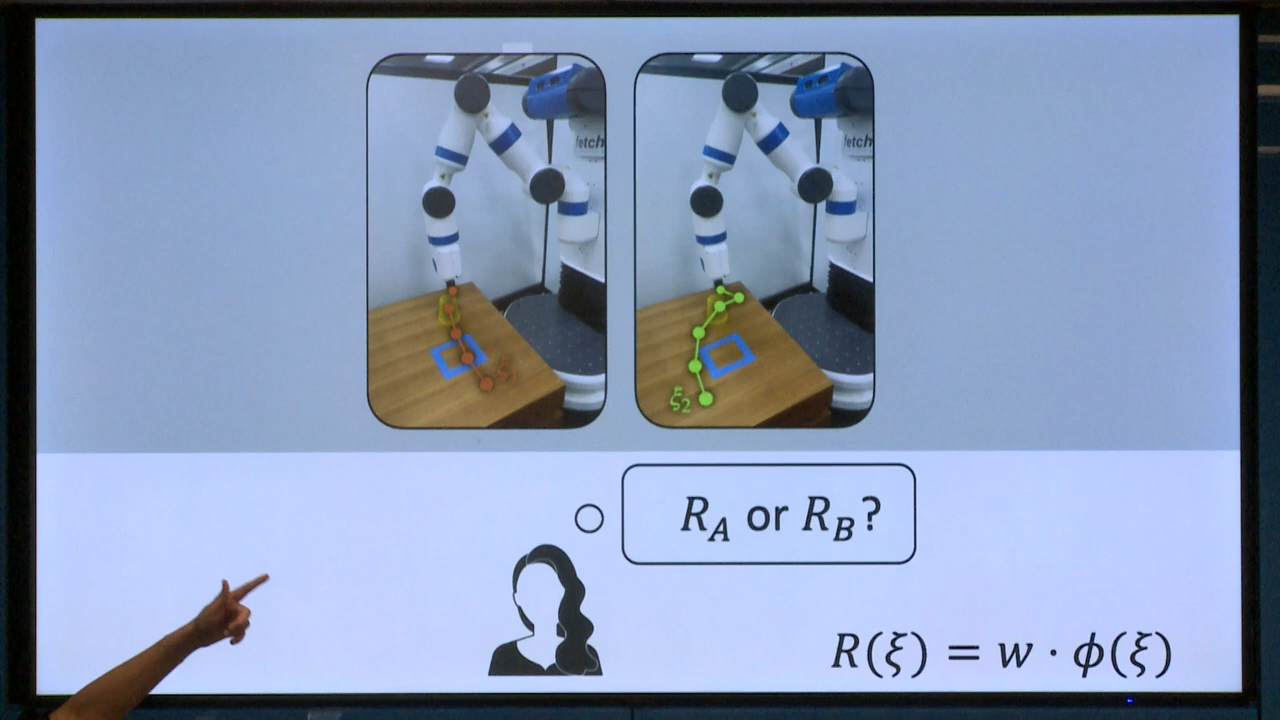 fetch
fetch
ξ₂
R_A or R_B?
R(ξ) = w · ϕ(ξ)